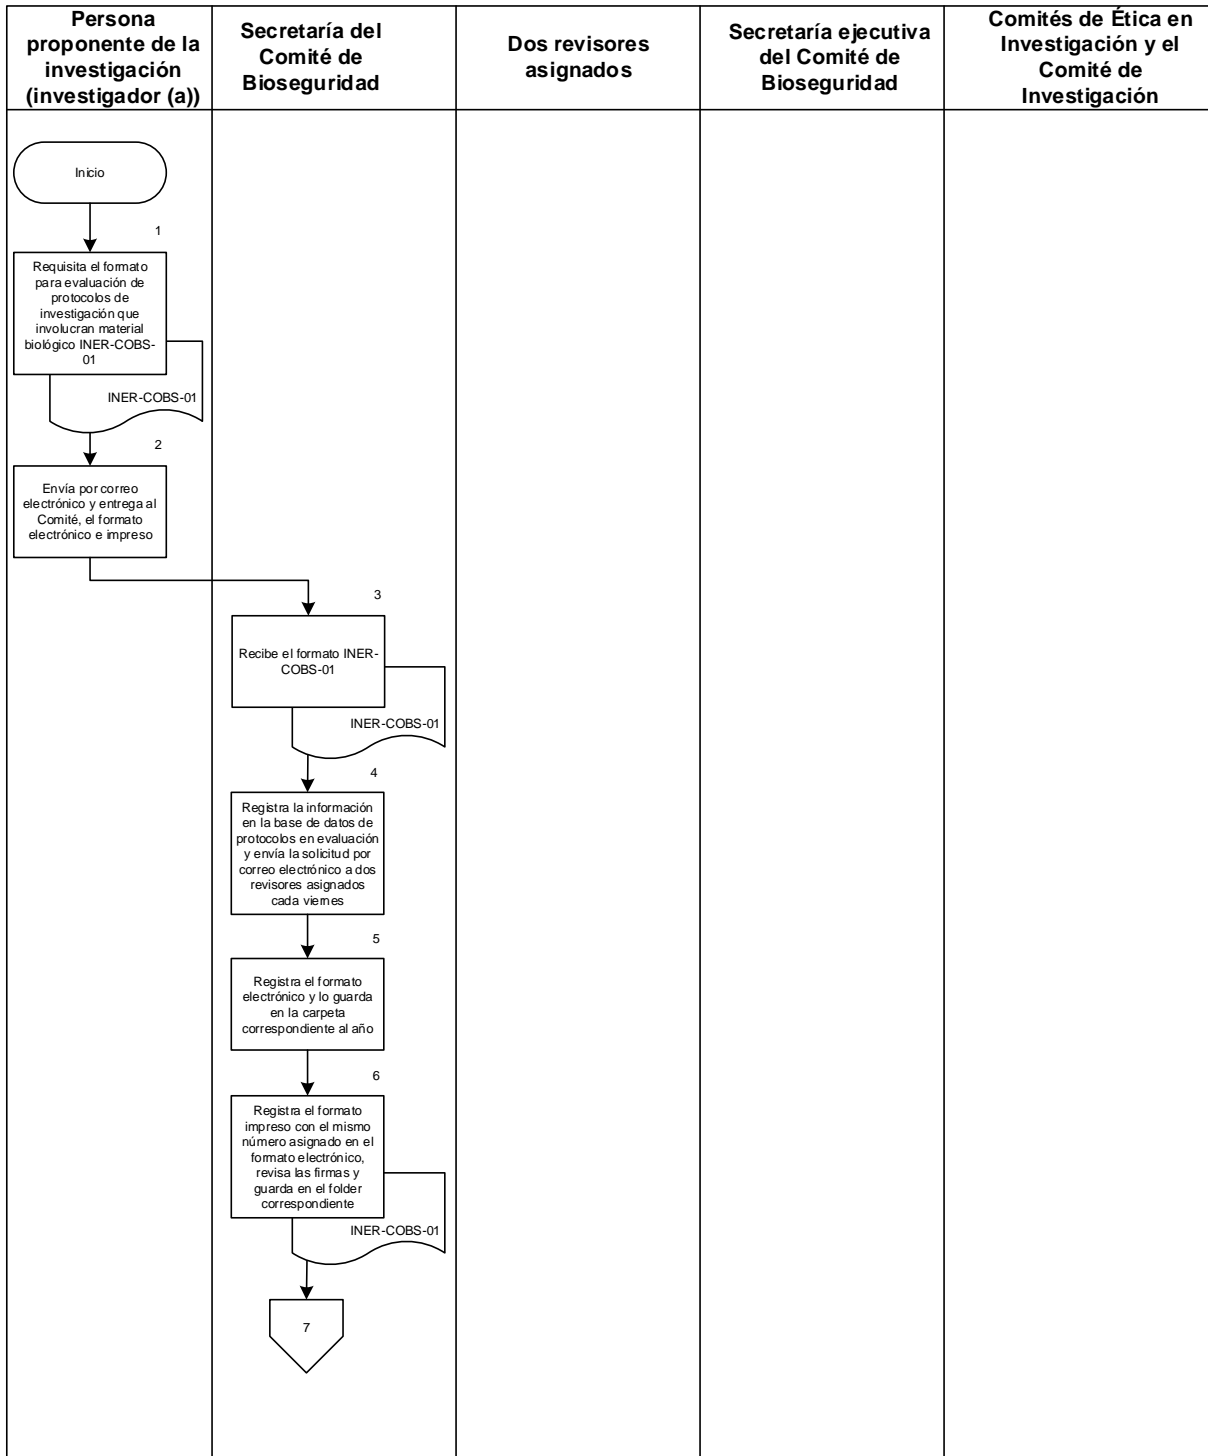 Persona
proponente de la
investigación
(investigador (a))
Secretaría del
Comité de
Bioseguridad
Dos revisores
asignados
Secretaría ejecutiva
del Comité de
Bioseguridad
Comités de Ética en
Investigación y el
Comité de
Investigación
Inicio
1
Requisita el formato
para evaluación de
protocolos de
investigación que
involucran material
biológico INER-COBS-
01
INER-COBS-01
2
Envía por correo
electrónico y entrega al
Comité, el formato
electrónico e impreso
3
Recibe el formato INER-
COBS-01
INER-COBS-01
4
Registra la información
en la base de datos de
protocolos en evaluación
y envía la solicitud por
correo electrónico a dos
revisores asignados
cada viernes
5
Registra el formato
electrónico y lo guarda
en la carpeta
correspondiente al año
6
Registra el formato
impreso con el mismo
número asignado en el
formato electrónico,
revisa las firmas y
guarda en el folder
correspondiente
INER-COBS-01
7